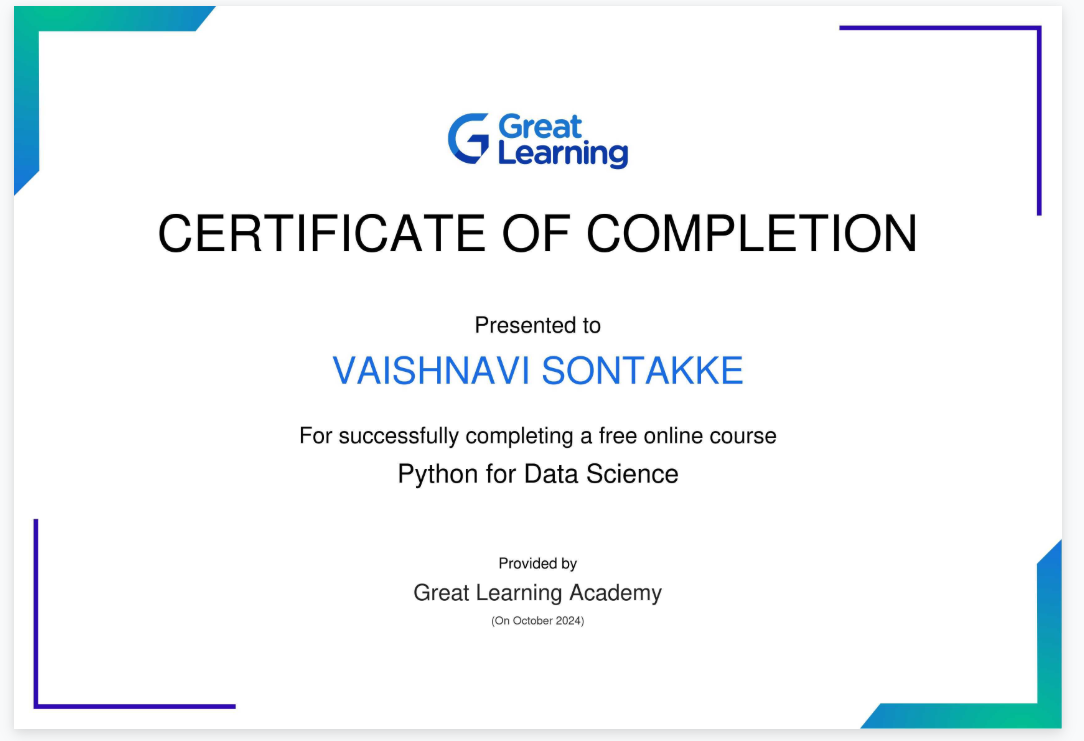 Great
Learning
CERTIFICATE OF COMPLETION
Presented to
VAISHNAVI SONTAKKE
For successfully completing a free online course
Python for Data Science
Provided by
Great Learning Academy
(On October 2024)